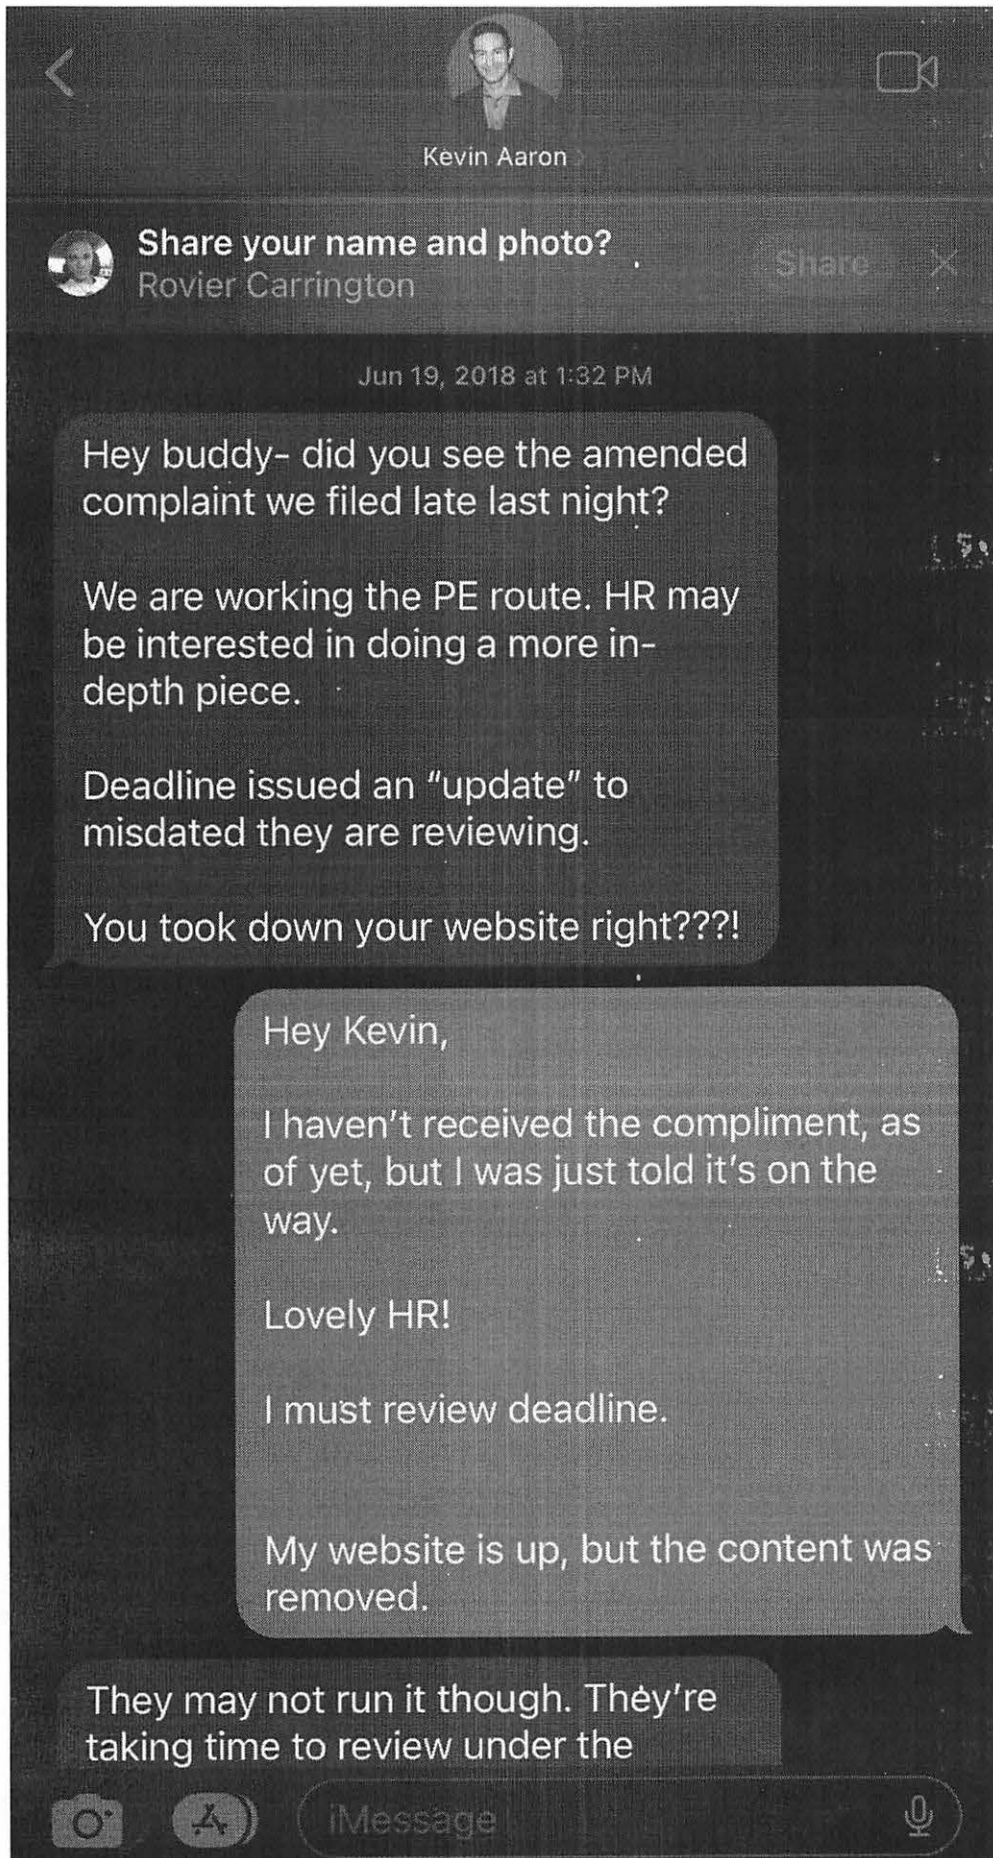 Kevin Aaron
Share your name and photo?
Rovier Carrington
Share
Jun 19, 2018 at 1:32 PM
Hey buddy- did you see the amended
complaint we filed late last night?
We are working the PE route. HR may
be interested in doing a more in-
depth piece.
Deadline issued an “update” to
misdated they are reviewing.
You took down your website right???!
Hey Kevin,
I haven't received the compliment, as
of yet, but I was just told it's on the
way.
Lovely HR!
I must review deadline.
My website is up, but the content was
removed.
They may not run it though. They're
taking time to review under the
iMessage